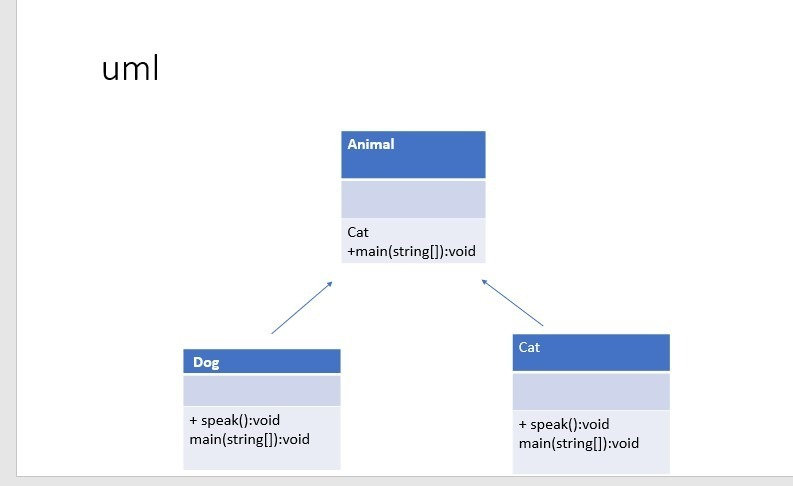 uml
Animal
Cat
+main(string[]):void
Dog
+ speak():void
main(string[]):void
Cat
+ speak():void
main(string[]):void